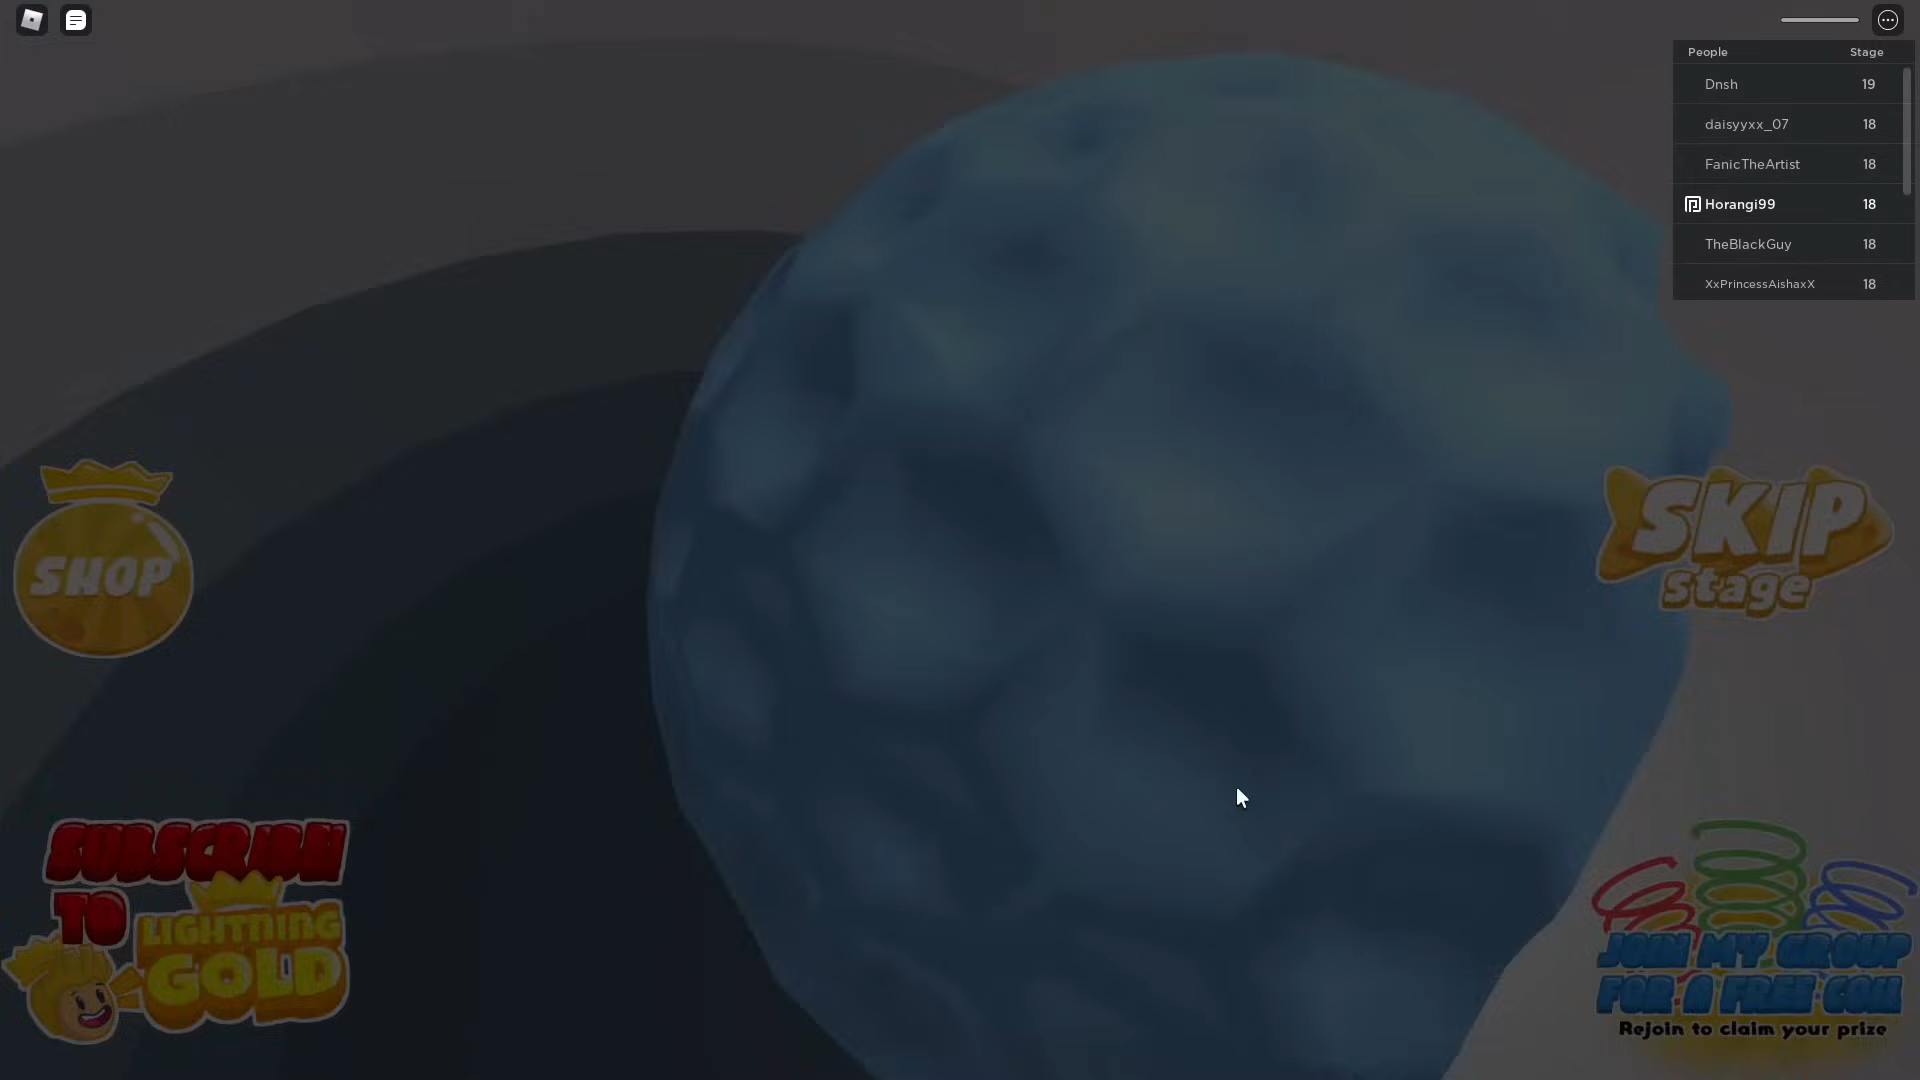 People Stage
Dnsh 19
daisyyxx_07 18
FanicTheArtist 18
Horangi99 18
TheBlackGuy 18
XxPrincessAishaxX 18
SHOP
SKIP
stage
SUBSCRIBE
TO
LIGHTNING
GOLD
JOIN MY GROUP
FOR A FREE COIL
Rejoin to claim your prize